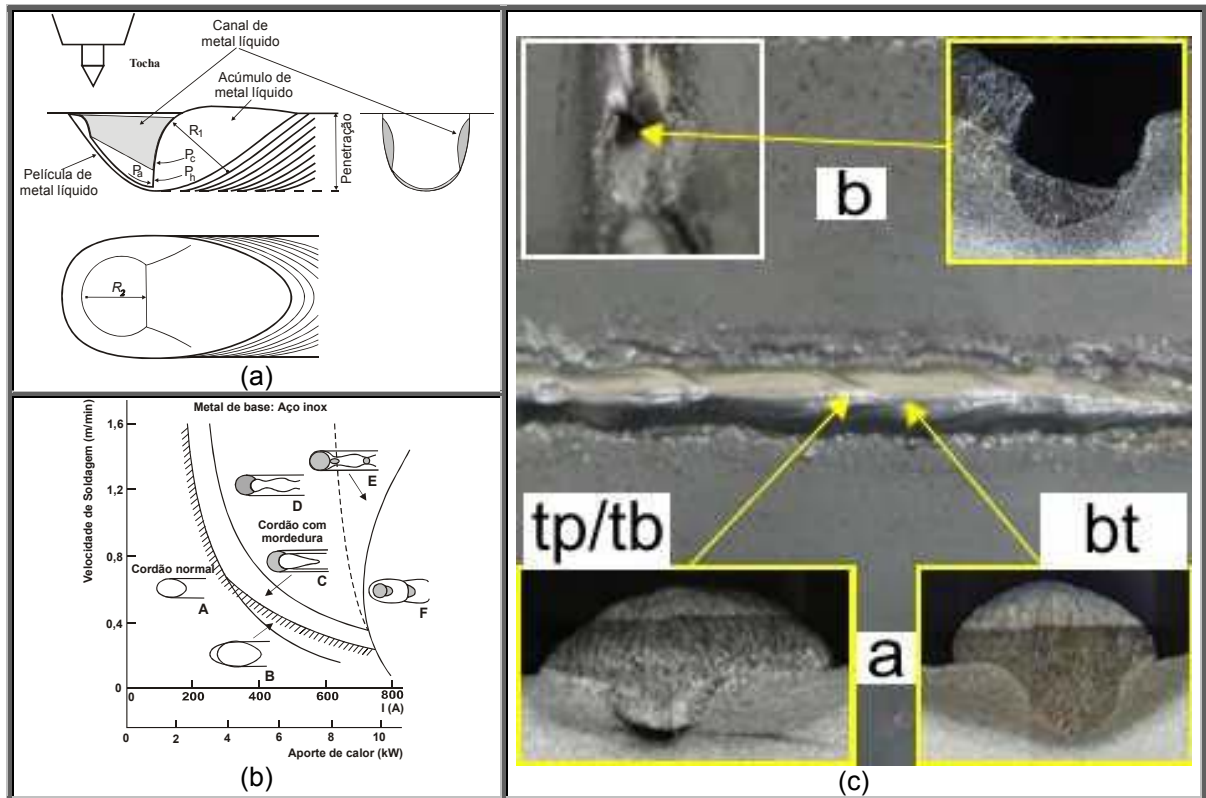 Canal de
metal líquido
Tocha
Acúmulo de
metal líquido
R1
Pc
Pa
Ph
Película de
metal líquido
Penetração
R2
(a)
Metal de base: Aço inox
Velocidade de Soldagem (m/min)
1,6
1,2
0,8
0,4
0
E
D
Cordão com
mordedura
Cordão normal
C
A
F
B
0 200 400 600 800
I (A)
0 2 4 6 8 10
Aporte de calor (kW)
(b)
b
tp/tb
bt
a
(c)